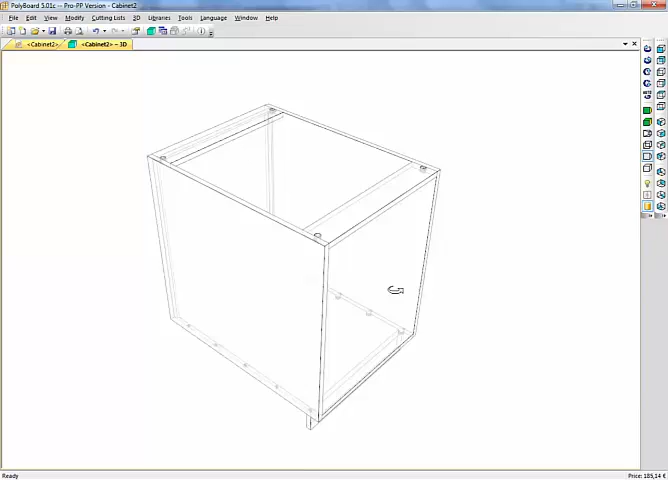 PolyBoard 5.01c - Pro-PP Version - Cabinet2
File Edit View Modify Cutting Lists 3D Libraries Tools Language Window Help
<Cabinet2> <Cabinet2> - 3D
Ready Price: 185,14 €